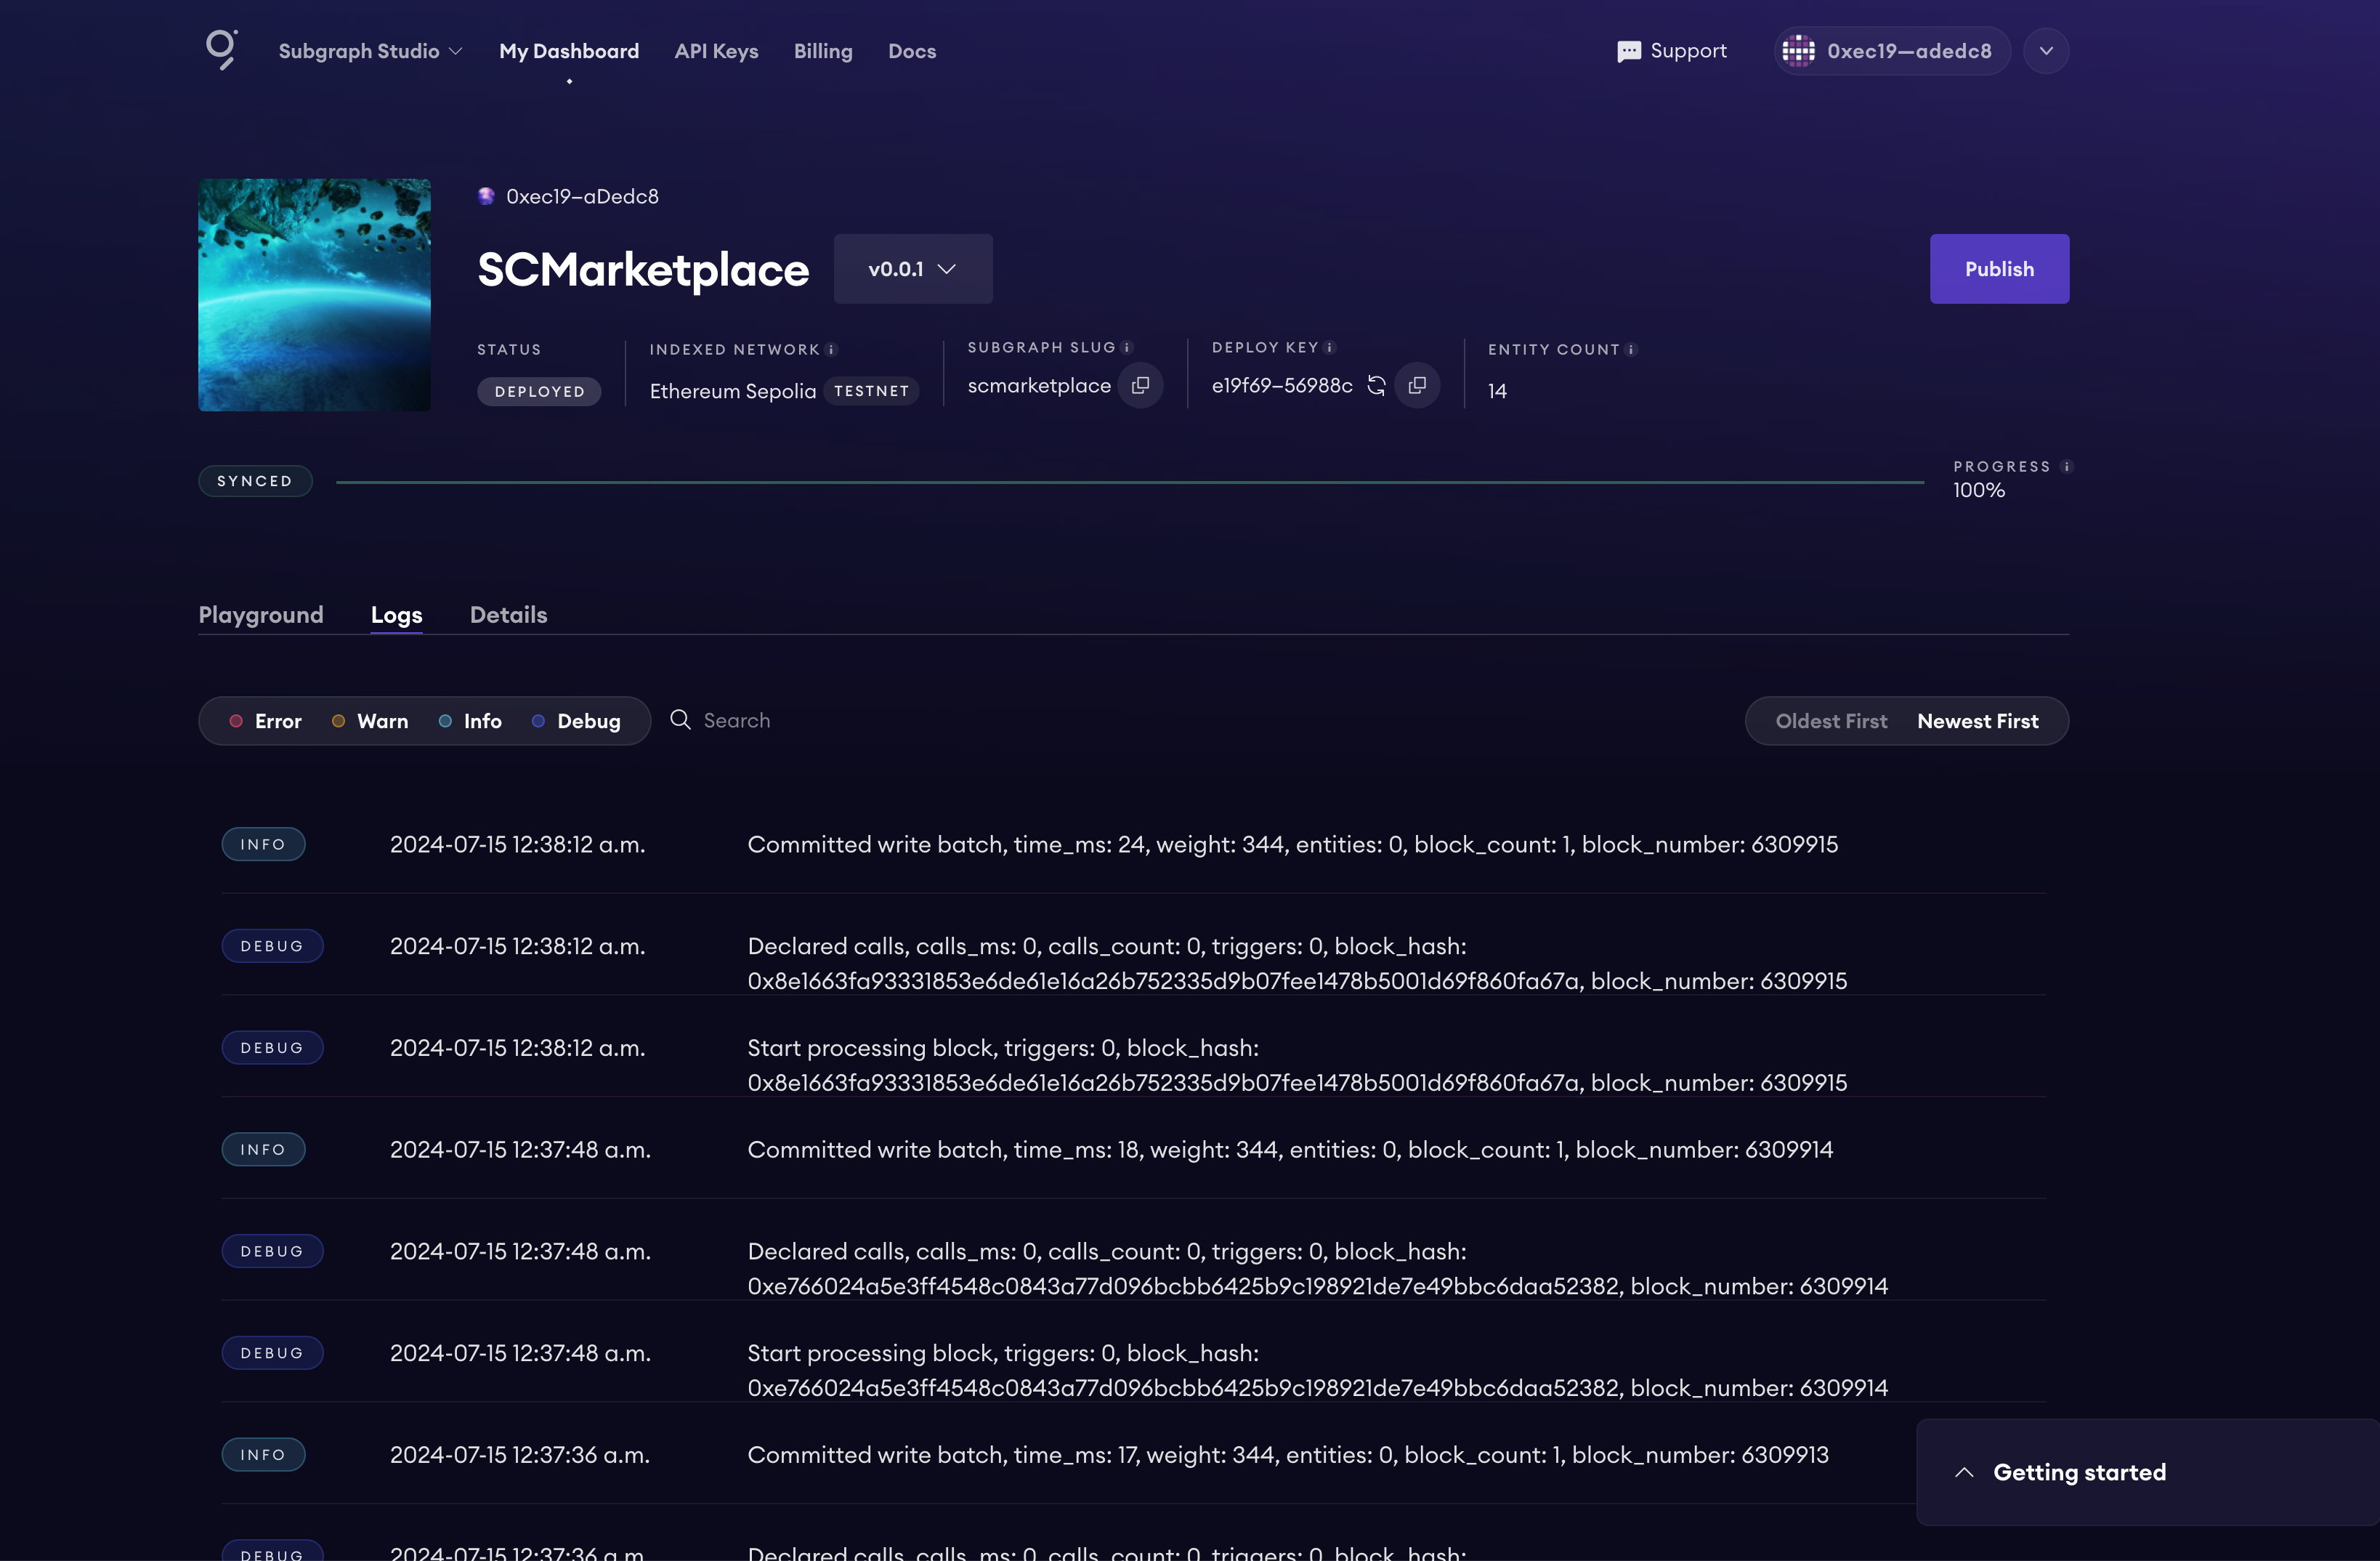 Subgraph Studio My Dashboard API Keys Billing Docs Support 0xec19—adedc8
0xec19—aDedc8
SCMarketplace v0.0.1 Publish
STATUS INDEXED NETWORK SUBGRAPH SLUG DEPLOY KEY ENTITY COUNT
DEPLOYED Ethereum Sepolia TESTNET scmarketplace e19f69—56988c 14
SYNCED PROGRESS
100%
Playground Logs Details
Error Warn Info Debug Search Oldest First Newest First
INFO 2024-07-15 12:38:12 a.m. Committed write batch, time_ms: 24, weight: 344, entities: 0, block_count: 1, block_number: 6309915
DEBUG 2024-07-15 12:38:12 a.m. Declared calls, calls_ms: 0, calls_count: 0, triggers: 0, block_hash:
0x8e1663fa93331853e6de61e16a26b752335d9b07fee1478b5001d69f860fa67a, block_number: 6309915
DEBUG 2024-07-15 12:38:12 a.m. Start processing block, triggers: 0, block_hash:
0x8e1663fa93331853e6de61e16a26b752335d9b07fee1478b5001d69f860fa67a, block_number: 6309915
INFO 2024-07-15 12:37:48 a.m. Committed write batch, time_ms: 18, weight: 344, entities: 0, block_count: 1, block_number: 6309914
DEBUG 2024-07-15 12:37:48 a.m. Declared calls, calls_ms: 0, calls_count: 0, triggers: 0, block_hash:
0xe766024a5e3ff4548c0843a77d096bcbb6425b9c198921de7e49bbc6daa52382, block_number: 6309914
DEBUG 2024-07-15 12:37:48 a.m. Start processing block, triggers: 0, block_hash:
0xe766024a5e3ff4548c0843a77d096bcbb6425b9c198921de7e49bbc6daa52382, block_number: 6309914
INFO 2024-07-15 12:37:36 a.m. Committed write batch, time_ms: 17, weight: 344, entities: 0, block_count: 1, block_number: 6309913
Getting started
DEBUG 2024-07-15 12:37:36 a.m. Declared calls, calls_ms: 0, calls_count: 0, triggers: 0, block_hash: